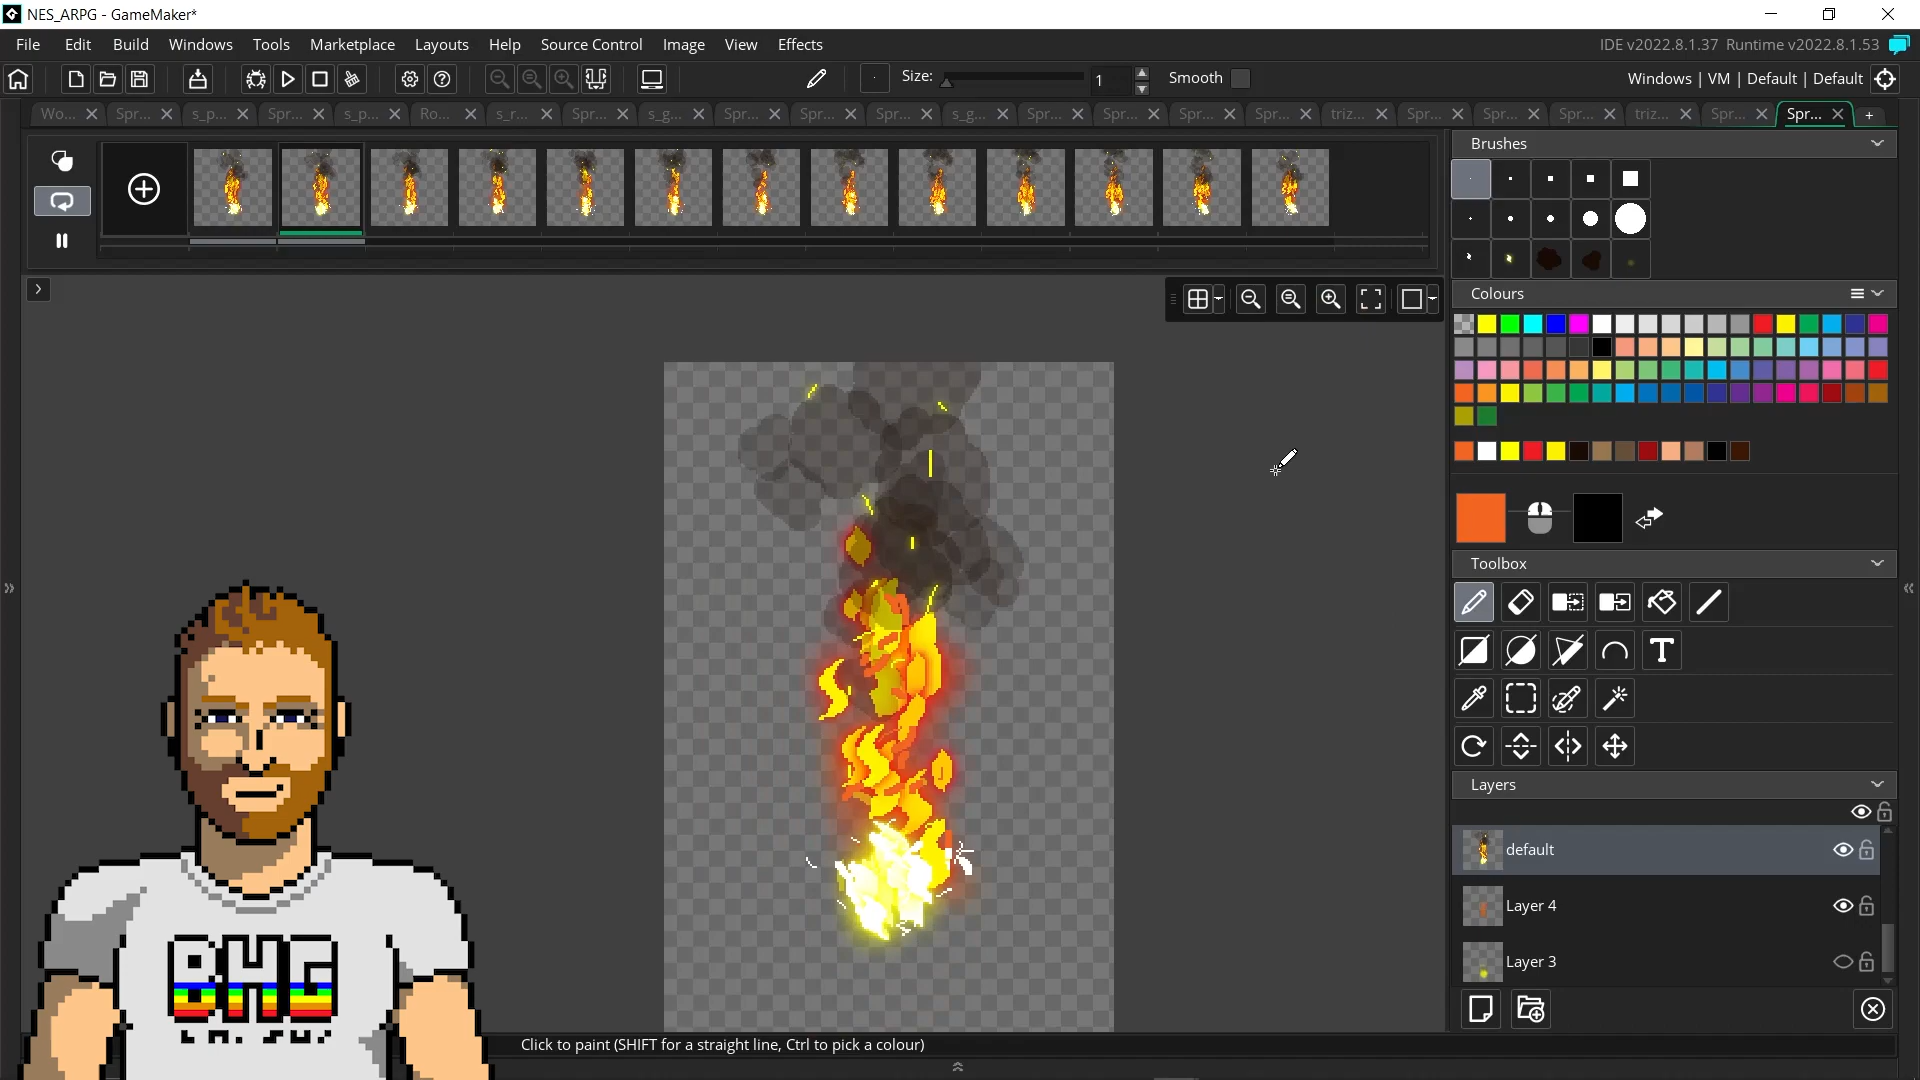 NES_ARPG - GameMaker*
File Edit Build Windows Tools Marketplace Layouts Help Source Control Image View Effects
IDE v2022.8.1.37 Runtime v2022.8.1.53
Size: 1 Smooth
Windows | VM | Default | Default
Wo... Spr... s_p... Spr... s_p... Ro... s_r... Spr... s_g... Spr... Spr... Spr... s_g... Spr... Spr... Spr... Spr... triz... Spr... Spr... Spr... triz... Spr... Spr...
Brushes
Colours
Toolbox
Layers
default
Layer 4
Layer 3
BHG
Click to paint (SHIFT for a straight line, Ctrl to pick a colour)